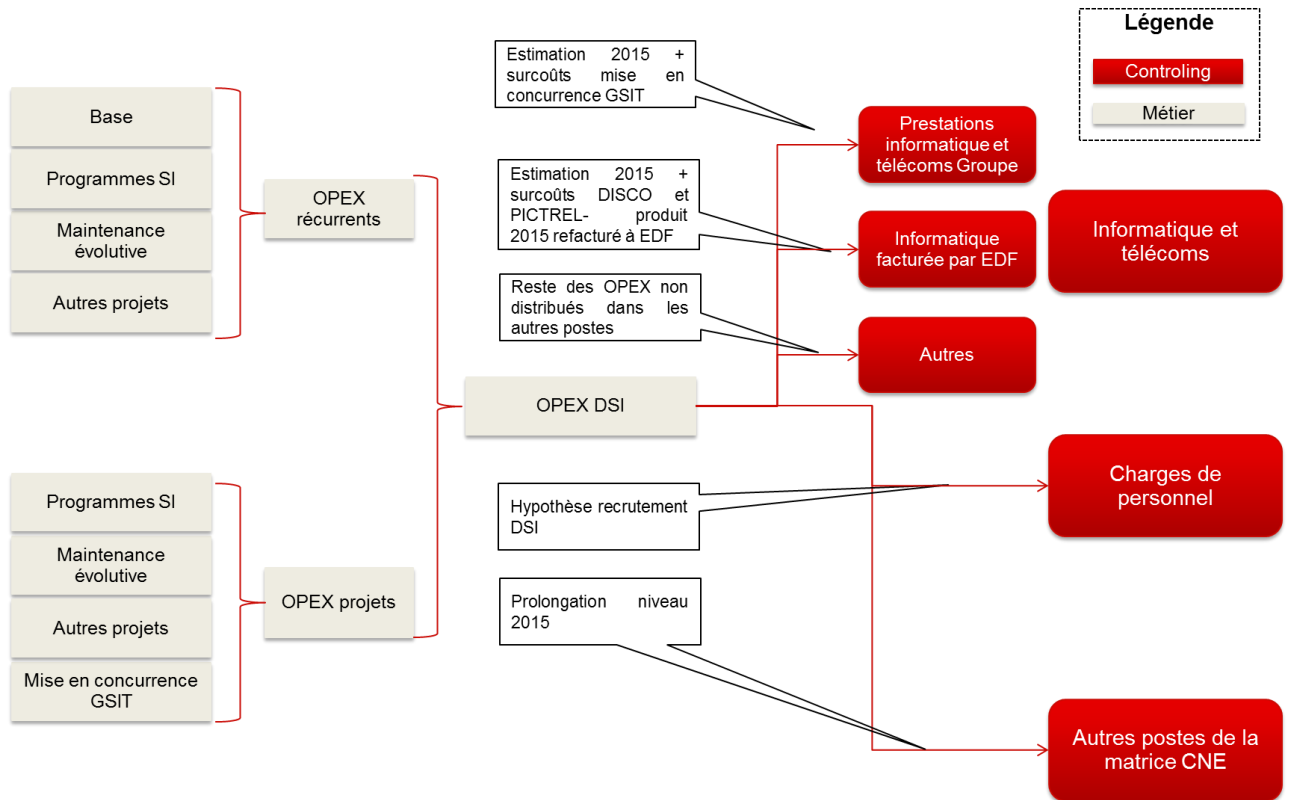 Légende
Controling
Métier
Base
Programmes SI
Maintenance
évolutive
Autres projets
OPEX
récurrents
Programmes SI
Maintenance
évolutive
Autres projets
Mise en concurrence
GSIT
OPEX projets
OPEX DSI
Estimation 2015 +
surcoûts mise en
concurrence GSIT
Estimation 2015 +
surcoûts DISCO et
PICTREL- produit
2015 refacturé à EDF
Reste des OPEX non
distribués dans les
autres postes
Hypothèse recrutement
DSI
Prolongation niveau
2015
Prestations
informatique et
télécoms Groupe
Informatique
facturée par EDF
Autres
Informatique et
télécoms
Charges de
personnel
Autres postes de la
matrice CNE